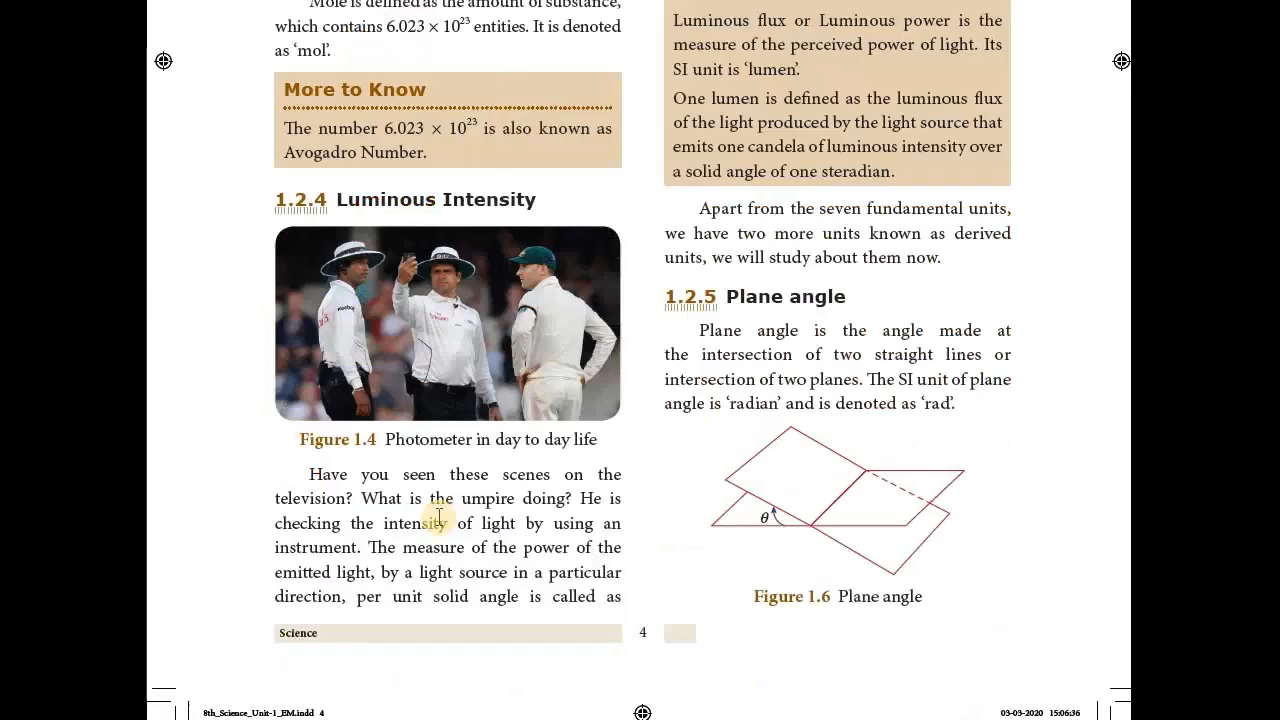 Mole is defined as the amount of substance,
which contains 6.023 × 10²³ entities. It is denoted
as ‘mol’.
More to Know
The number 6.023 × 10²³ is also known as
Avogadro Number.
1.2.4 Luminous Intensity
Figure 1.4 Photometer in day to day life
Have you seen these scenes on the
television? What is the umpire doing? He is
checking the intensity of light by using an
instrument. The measure of the power of the
emitted light, by a light source in a particular
direction, per unit solid angle is called as
Luminous flux or Luminous power is the
measure of the perceived power of light. Its
SI unit is ‘lumen’.
One lumen is defined as the luminous flux
of the light produced by the light source that
emits one candela of luminous intensity over
a solid angle of one steradian.
Apart from the seven fundamental units,
we have two more units known as derived
units, we will study about them now.
1.2.5 Plane angle
Plane angle is the angle made at
the intersection of two straight lines or
intersection of two planes. The SI unit of plane
angle is ‘radian’ and is denoted as ‘rad’.
θ
Figure 1.6 Plane angle
Science
4
8th_Science_Unit-1_EM.indd 4
03-03-2020 15:06:36